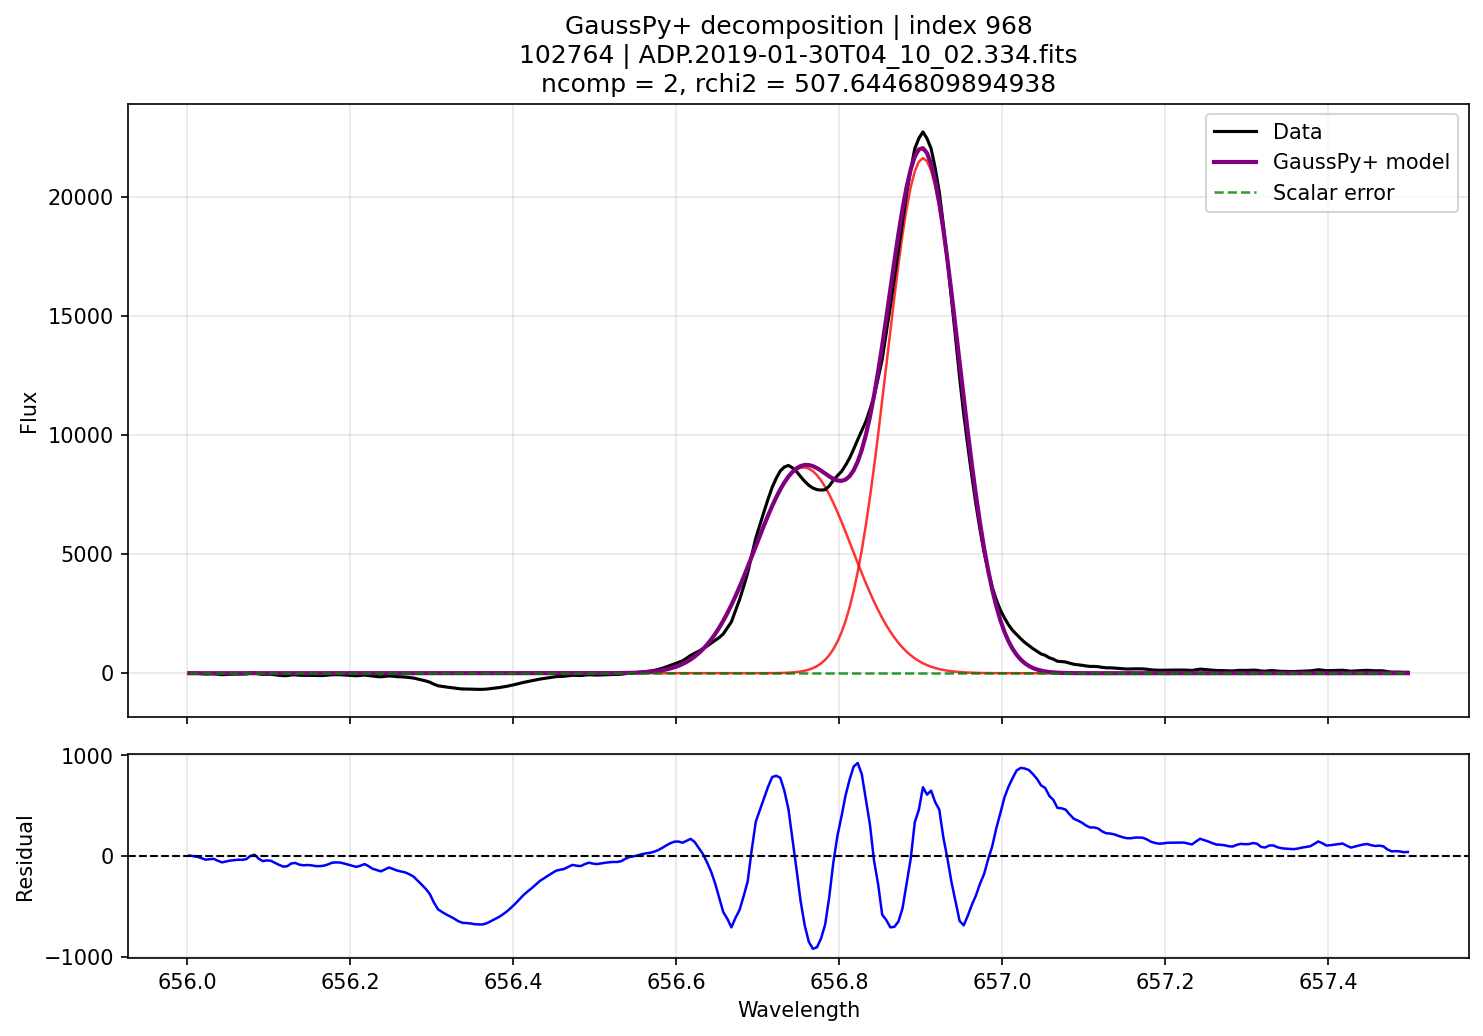 GaussPy+ decomposition | index 968
102764 | ADP.2019-01-30T04_10_02.334.fits
ncomp = 2, rchi2 = 507.6446809894938
Data
GaussPy+ model
Scalar error
Flux
20000
15000
10000
5000
0
Residual
1000
0
−1000
656.0 656.2 656.4 656.6 656.8 657.0 657.2 657.4
Wavelength